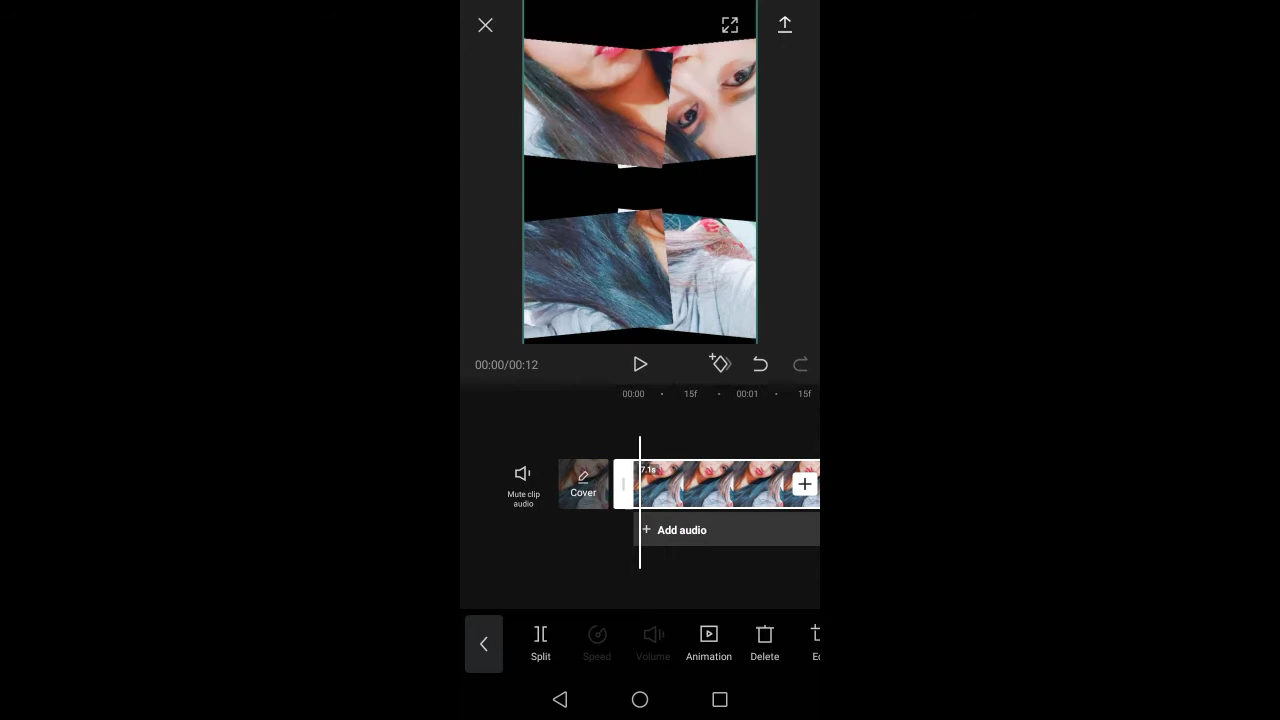 00:00/00:12
00:00
15f
00:01
15f
7.1s
Mute clip
audio
Cover
Add audio
Split
Speed
Volume
Animation
Delete